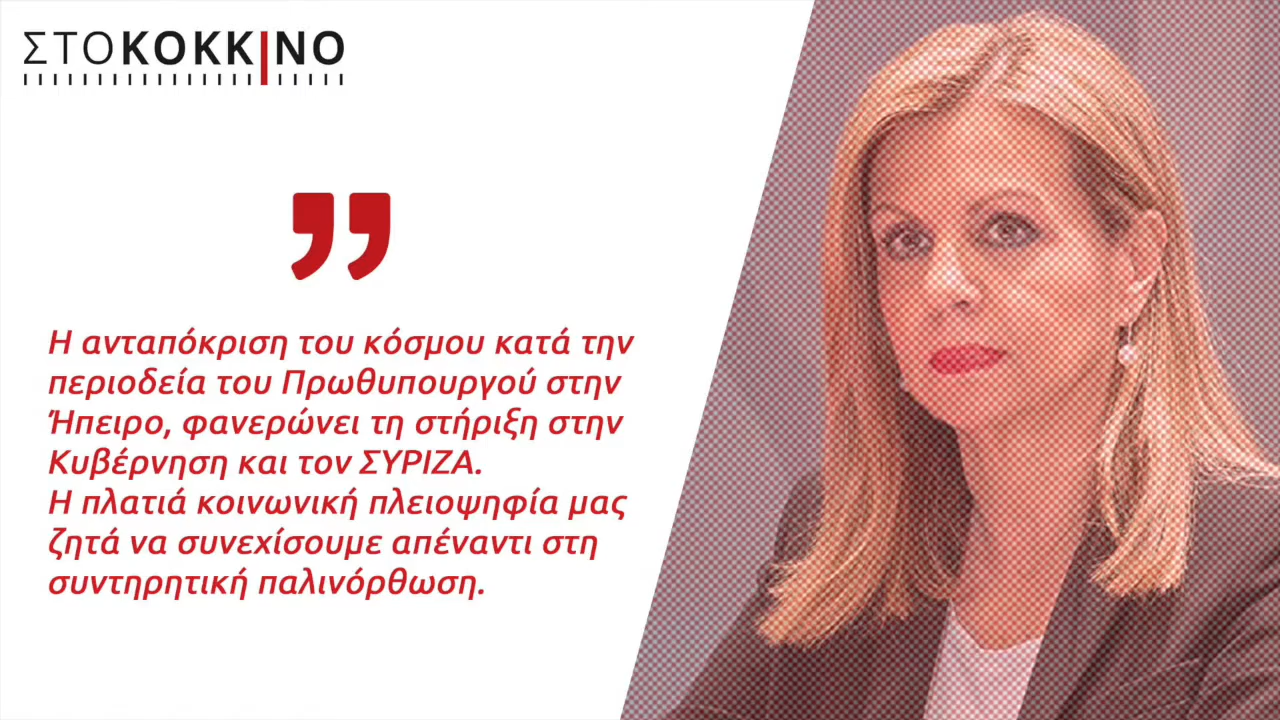 ΣΤΟΚΟΚΚΙΝΟ
Η ανταπόκριση του κόσμου κατά την
περιοδεία του Πρωθυπουργού στην
Ήπειρο, φανερώνει τη στήριξη στην
Κυβέρνηση και τον ΣΥΡΙΖΑ.
Η πλατιά κοινωνική πλειοψηφία μας
ζητά να συνεχίσουμε απέναντι στη
συντηρητική παλινόρθωση.